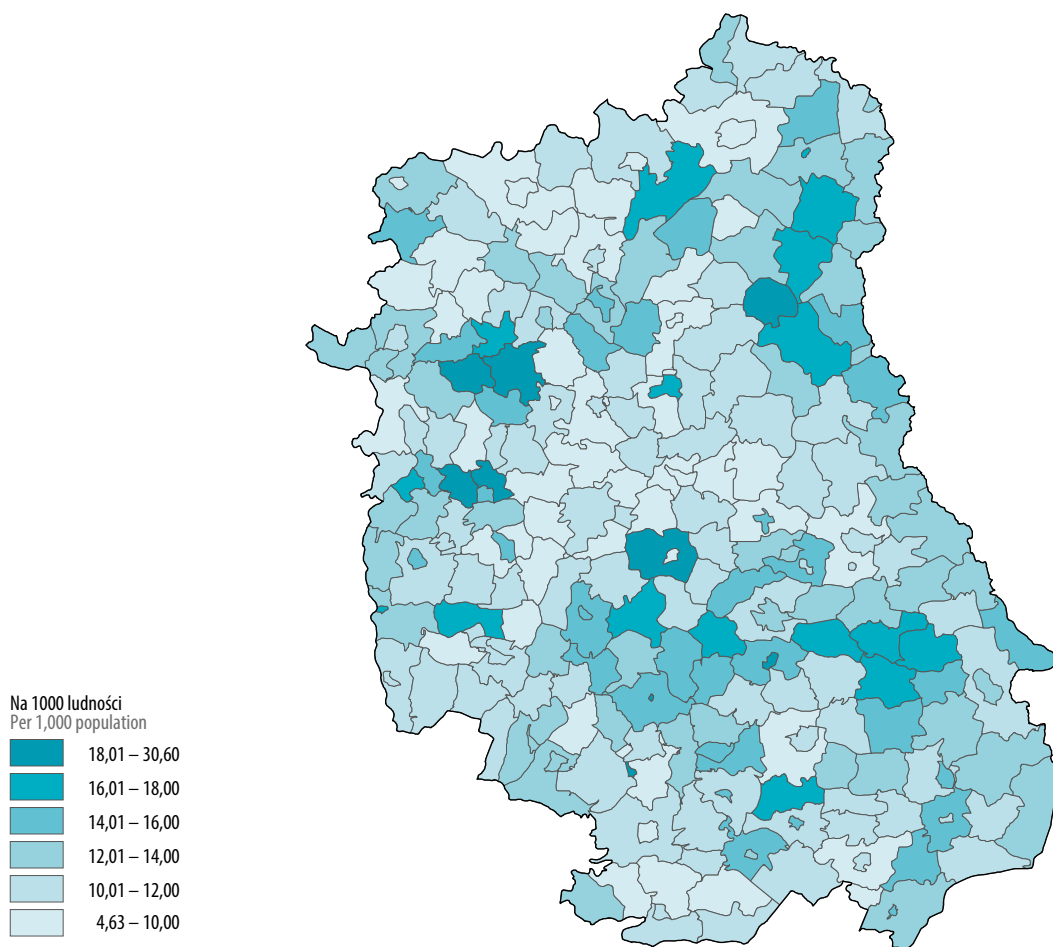 Na 1000 ludności
Per 1,000 population
18,01 – 30,60
16,01 – 18,00
14,01 – 16,00
12,01 – 14,00
10,01 – 12,00
4,63 – 10,00